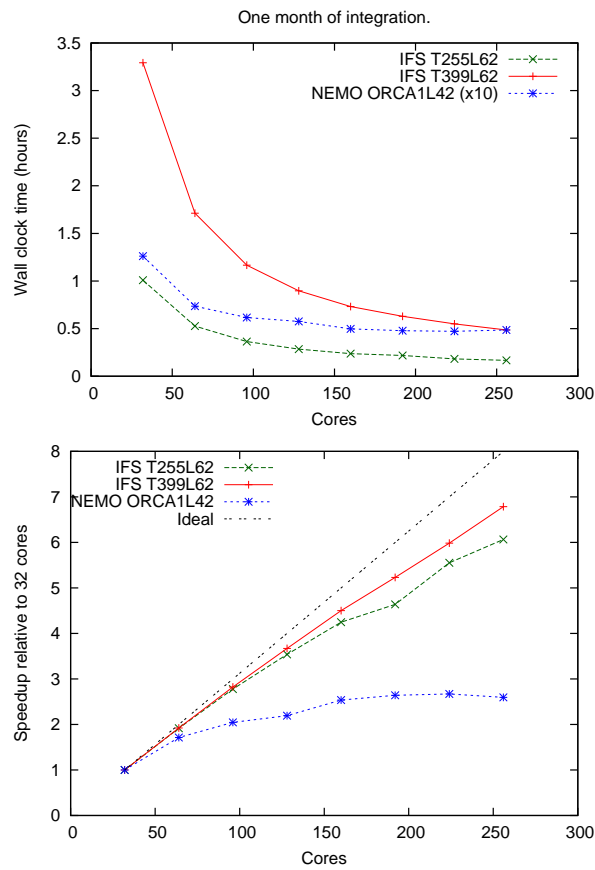 One month of integration.
3.5
3
2.5
2
1.5
1
0.5
0
Wall clock time (hours)
IFS T255L62
IFS T399L62
NEMO ORCA1L42 (x10)
0
50
100
150
200
250
300
Cores
8
7
6
5
4
3
2
1
0
Speedup relative to 32 cores
IFS T255L62
IFS T399L62
NEMO ORCA1L42
Ideal
0
50
100
150
200
250
300
Cores